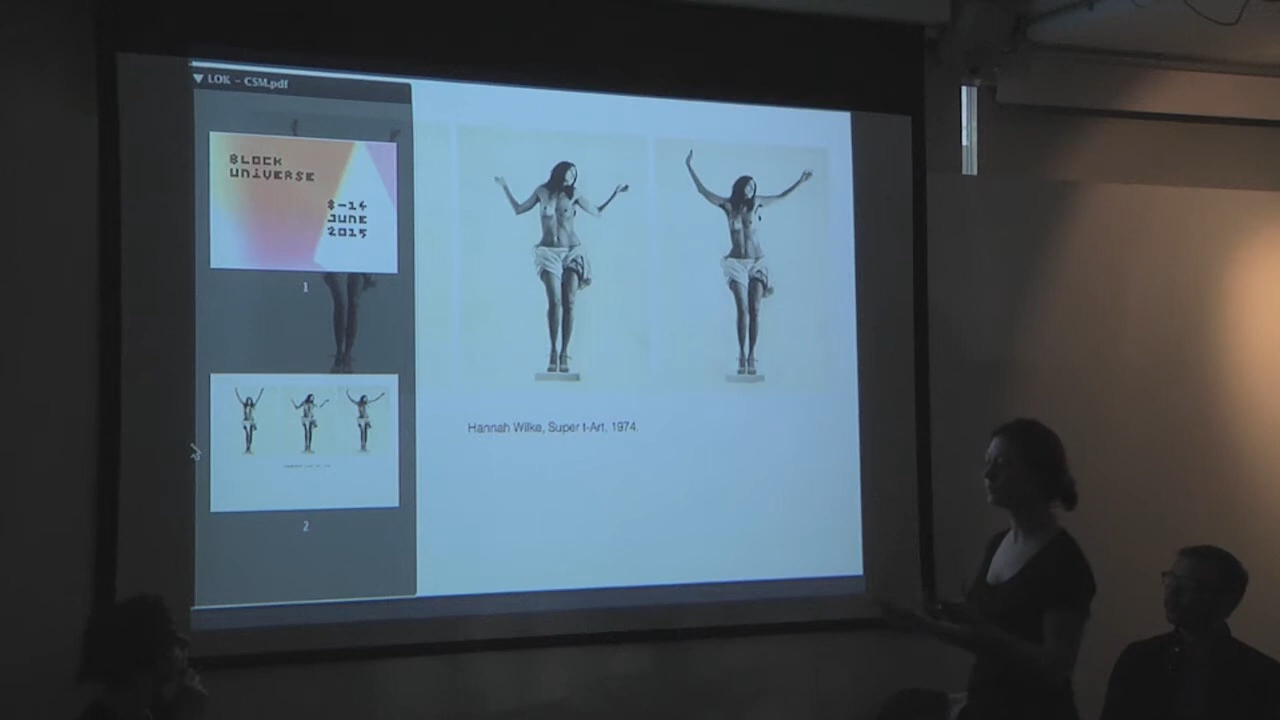 LOK - CSM.pdf
BLOCK
UNIVERSE
8-14
JUNE
2015
1
Hannah Wilke, Super t-Art, 1974.
2